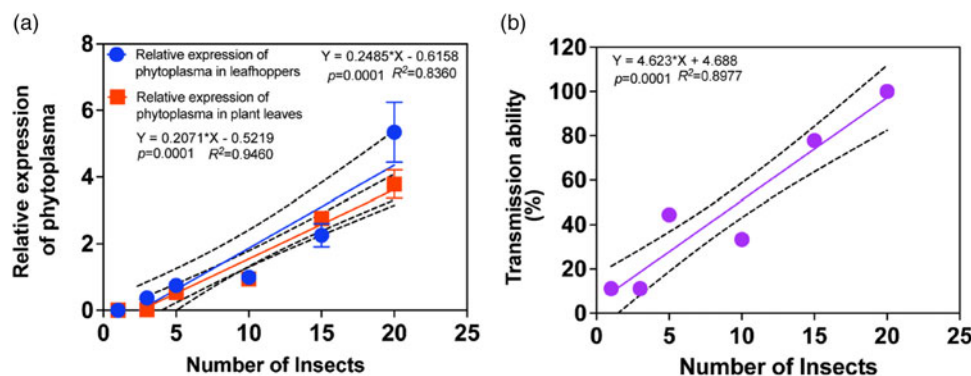 (a)
8
6
4
2
0
Relative expression
of phytoplasma
Relative expression of
phytoplasma in leafhoppers
Relative expression of
phytoplasma in plant leaves
Y = 0.2485*X - 0.6158
p=0.0001 R²=0.8360
Y = 0.2071*X - 0.5219
p=0.0001 R²=0.9460
0 5 10 15 20 25
Number of Insects
(b)
120
100
80
60
40
20
0
Transmission ability
(%)
Y = 4.623*X + 4.688
p=0.0001 R²=0.8977
0 5 10 15 20 25
Number of Insects